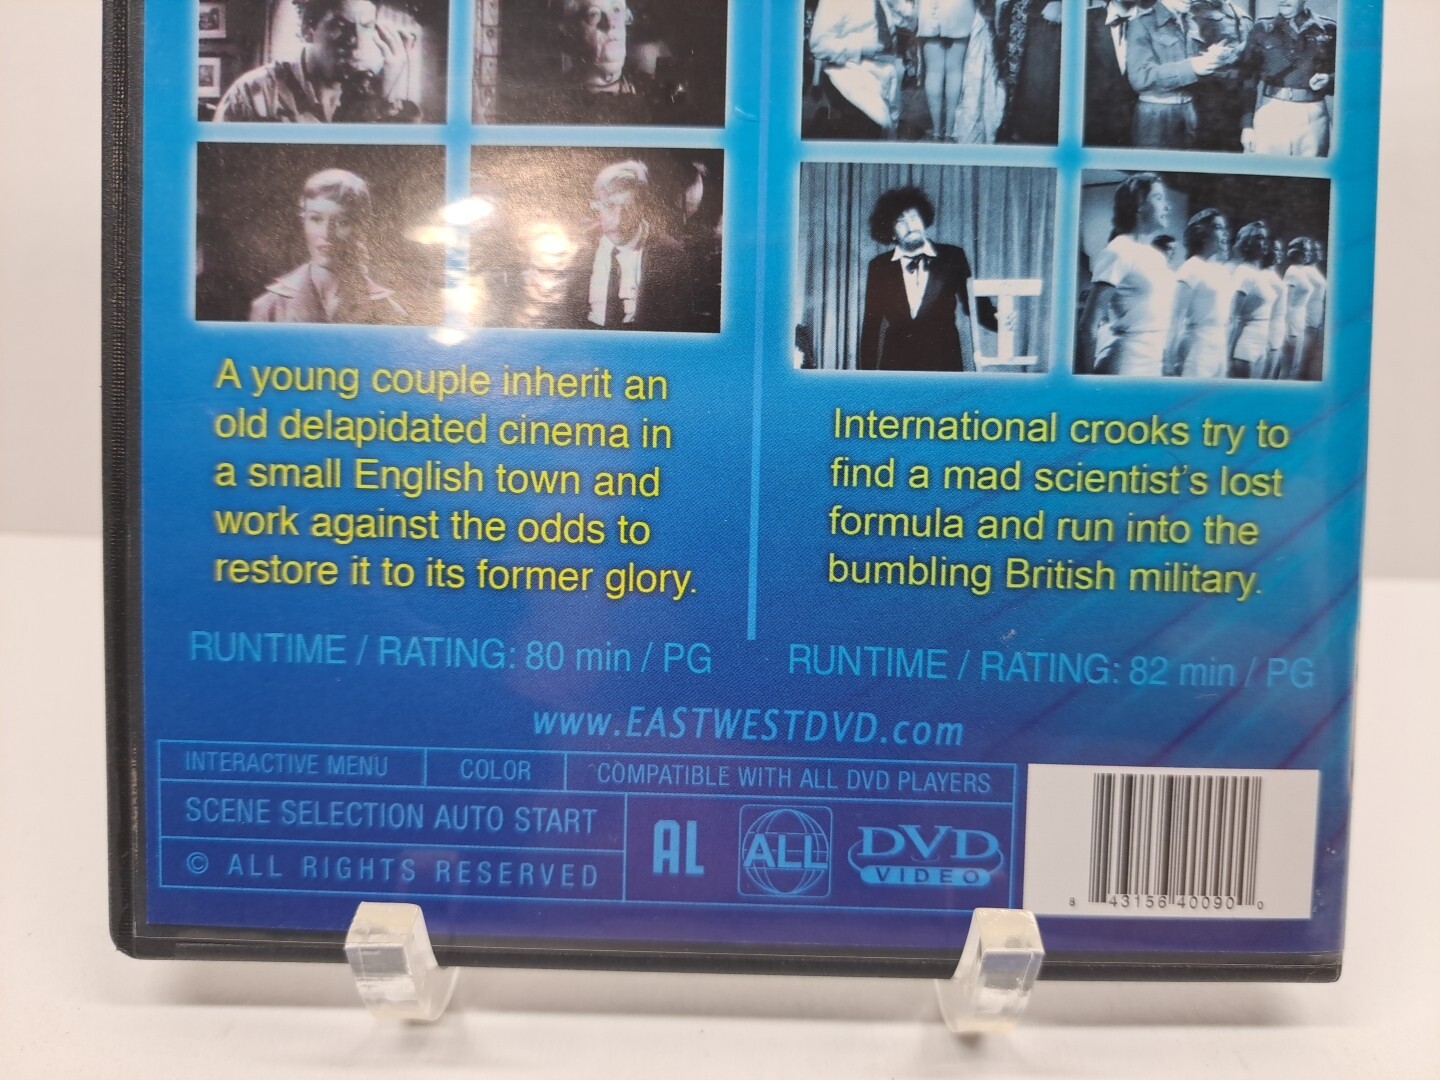 A young couple inherit an
old delapidated cinema in
a small English town and
work against the odds to
restore it to its former glory.
RUNTIME / RATING: 80 min / PG
International crooks try to
find a mad scientist's lost
formula and run into the
bumbling British military.
RUNTIME / RATING: 82 min / PG
www.EASTWESTDVD.com
INTERACTIVE MENU
COLOR
COMPATIBLE WITH ALL DVD PLAYERS
SCENE SELECTION AUTO START
© ALL RIGHTS RESERVED
AL
ALL
DVD
VIDEO
8 43156 40090 0